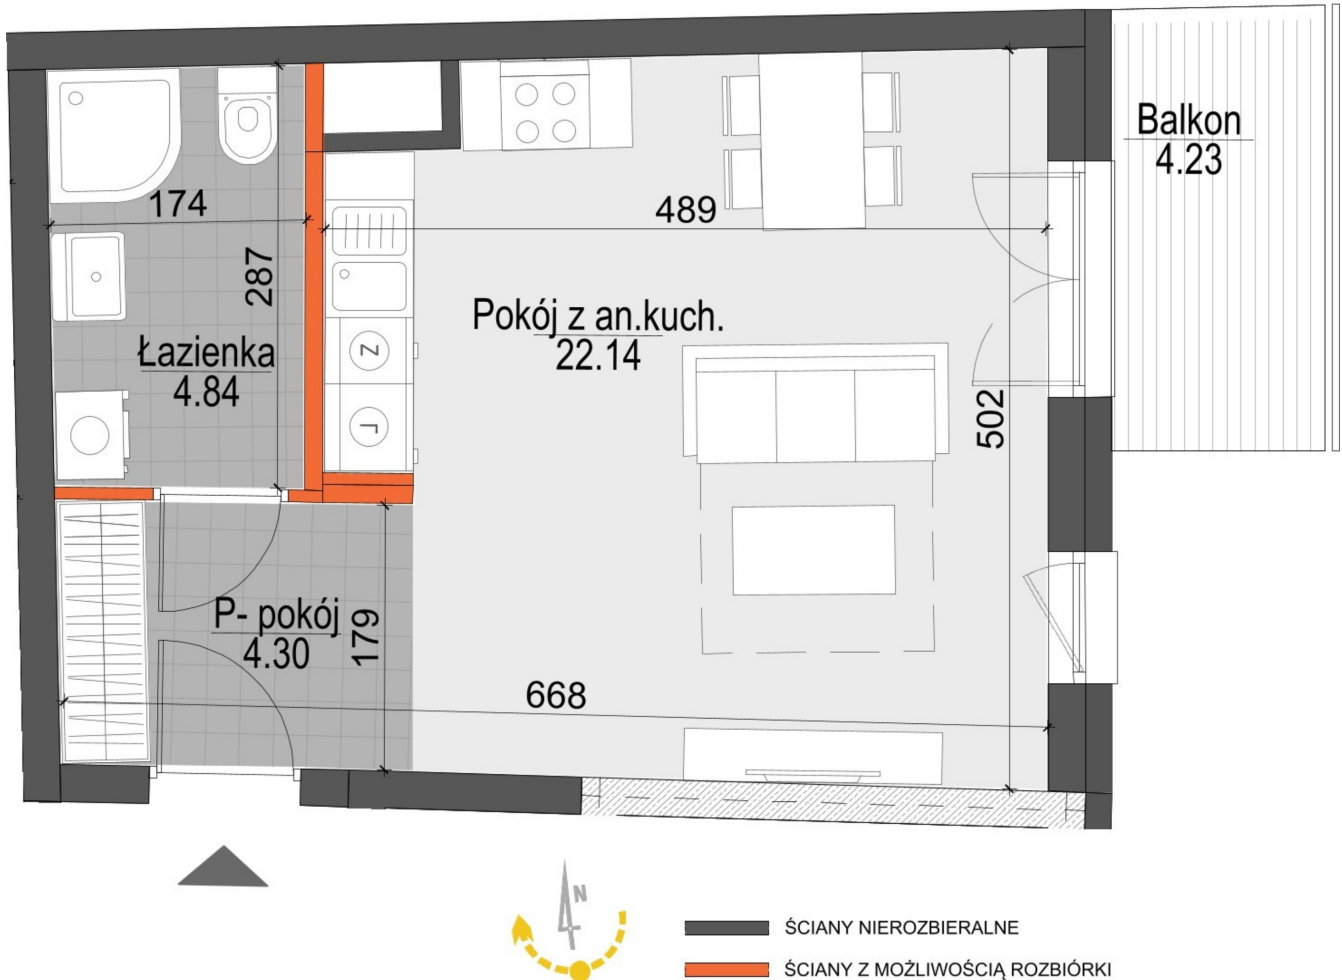 Balkon
4.23
174
489
287
Pokój z an.kuch.
22.14
Łazienka
4.84
Z
502
P- pokój
4.30
179
668
N
ŚCIANY NIEROZBIERALNE
ŚCIANY Z MOŻLIWOŚCIĄ ROZBIÓRKI